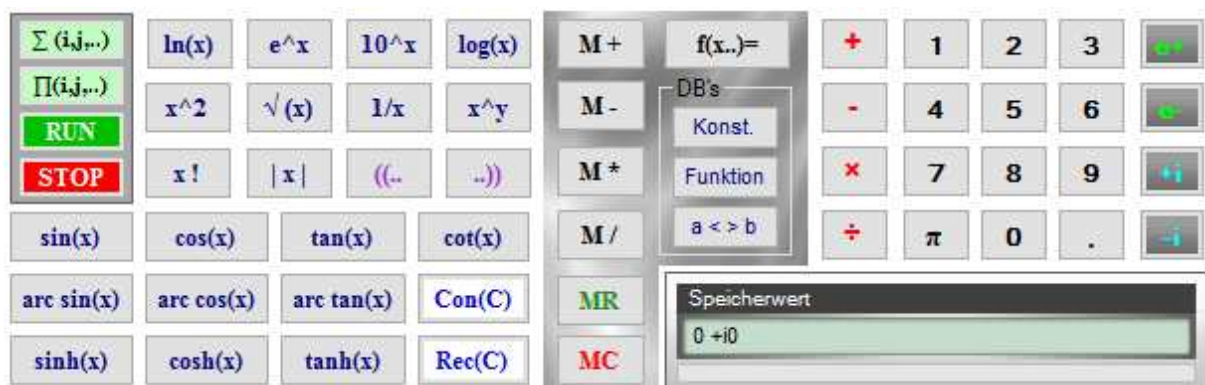 ∑ (i,j,..) ln(x) e^x 10^x log(x) M + f(x..)= + 1 2 3 e+
∏(i,j,..) x^2 √ (x) 1/x x^y M - DB's - 4 5 6 e-
RUN Konst.
STOP x ! | x | ((.. ..)) M * Funktion × 7 8 9 +i
sin(x) cos(x) tan(x) cot(x) M / a < > b ÷ π 0 . -i
arc sin(x) arc cos(x) arc tan(x) Con(C) MR Speicherwert
0 +i0
sinh(x) cosh(x) tanh(x) Rec(C) MC